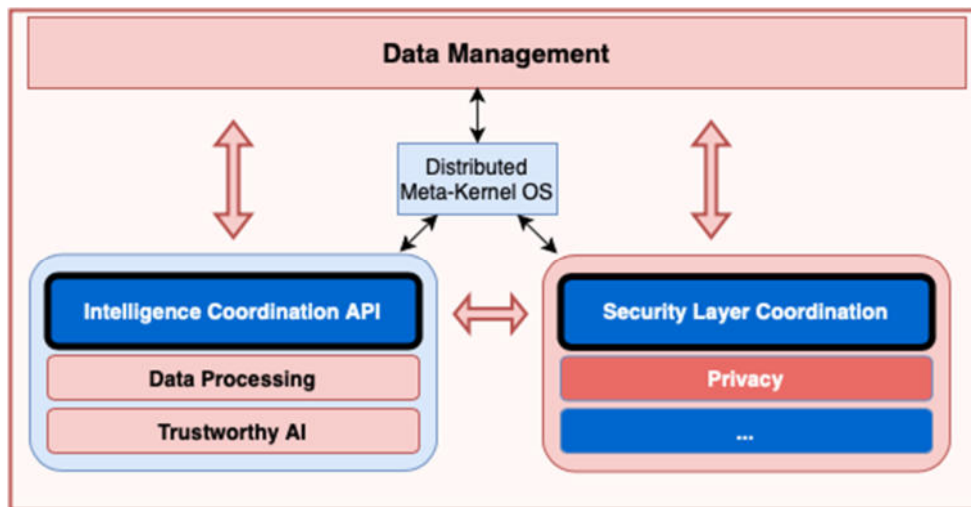 Data Management
Distributed
Meta-Kernel OS
Intelligence Coordination API
Data Processing
Trustworthy AI
Security Layer Coordination
Privacy
...